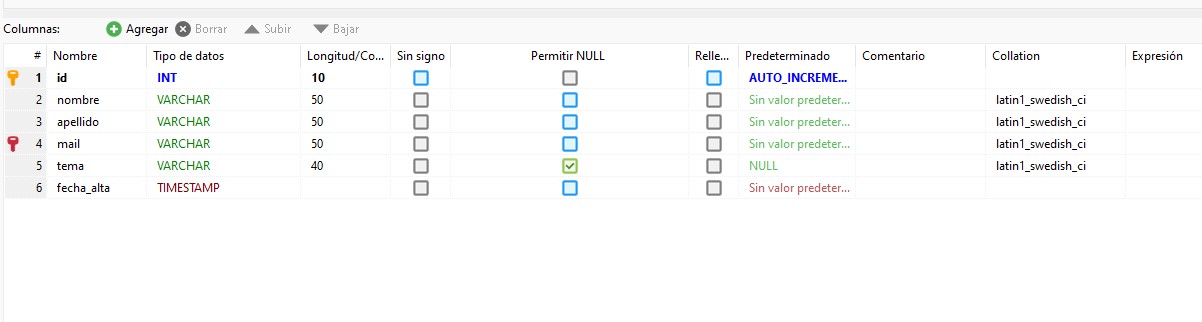 Columnas: Agregar Borrar Subir Bajar
# Nombre Tipo de datos Longitud/Co... Sin signo Permitir NULL Relle... Predeterminado Comentario Collation Expresión
1 id INT 10 AUTO_INCREME...
2 nombre VARCHAR 50 Sin valor predeter... latin1_swedish_ci
3 apellido VARCHAR 50 Sin valor predeter... latin1_swedish_ci
4 mail VARCHAR 50 Sin valor predeter... latin1_swedish_ci
5 tema VARCHAR 40 NULL latin1_swedish_ci
6 fecha_alta TIMESTAMP Sin valor predeter...